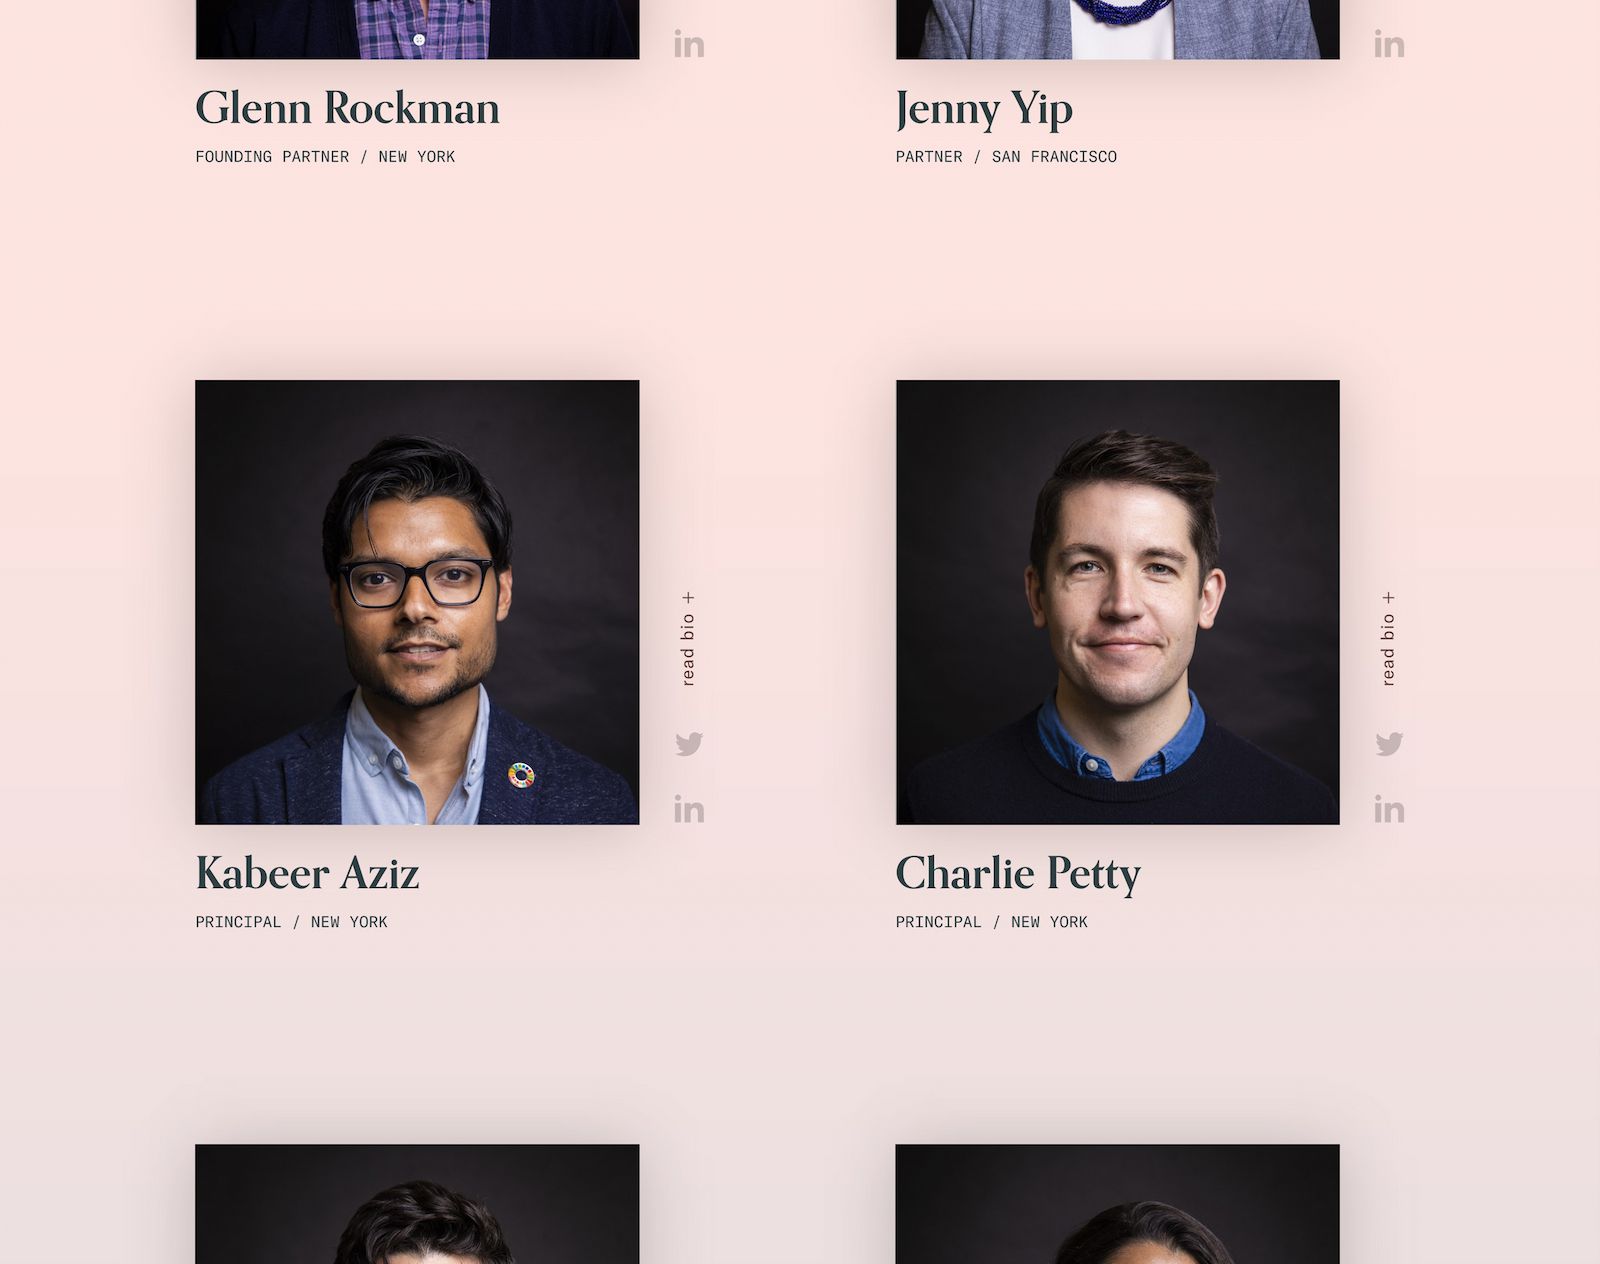 in
in
Glenn Rockman
FOUNDING PARTNER / NEW YORK
Jenny Yip
PARTNER / SAN FRANCISCO
read bio +
in
read bio +
in
Kabeer Aziz
PRINCIPAL / NEW YORK
Charlie Petty
PRINCIPAL / NEW YORK